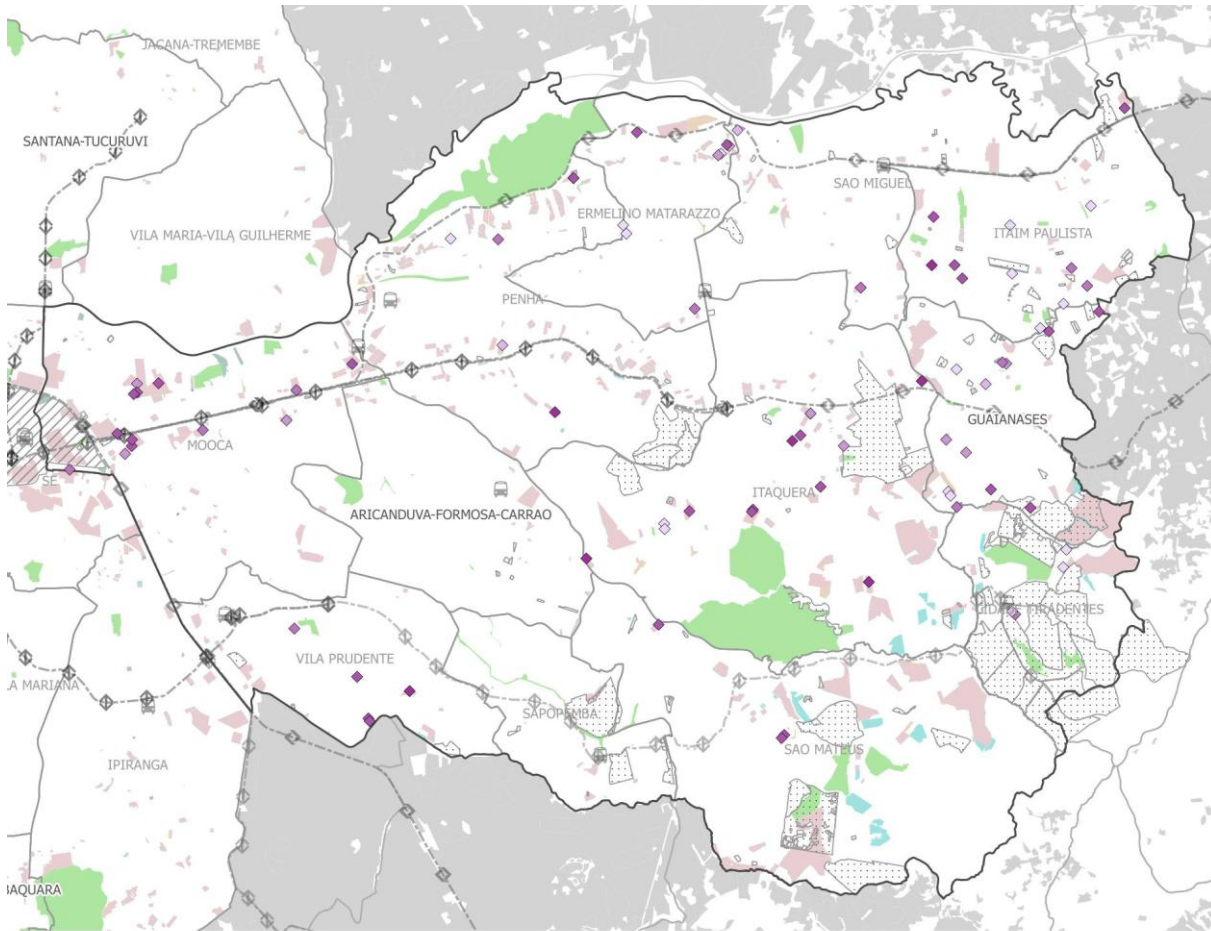 JACANA-TREMEMBE
SANTANA-TUCURUVI
SAO MIGUEL
ERMELINO MATARAZZO
VILA MARIA-VILA GUILHERME
ITAIM PAULISTA
PENHA
GUAIANASES
MOOCA
SE
ITAQUERA
ARICANDUVA-FORMOSA-CARRAO
CIDADE TIRADENTES
VILA PRUDENTE
LA MARIANA
SAPOPEMBA
SAO MATEUS
IPIRANGA
BAQUARA